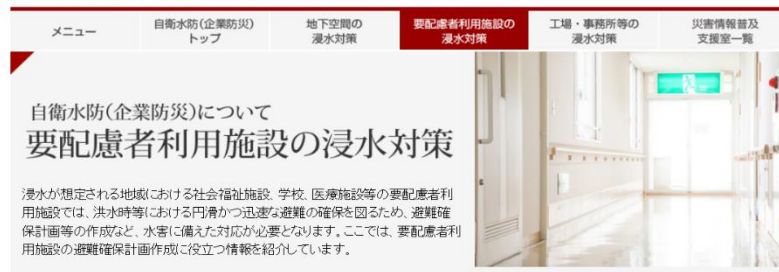 メニュー
自衛水防(企業防災)
トップ
地下空間の
浸水対策
要配慮者利用施設の
浸水対策
工場・事務所等の
浸水対策
災害情報普及
支援室一覧
自衛水防(企業防災)について
要配慮者利用施設の浸水対策
浸水が想定される地域における社会福祉施設、学校、医療施設等の要配慮者利
用施設では、洪水時等における円滑かつ迅速な避難の確保を図るため、避難確
保計画等の作成など、水害に備えた対応が必要となります。ここでは、要配慮者利
用施設の避難確保計画作成に役立つ情報を紹介しています。